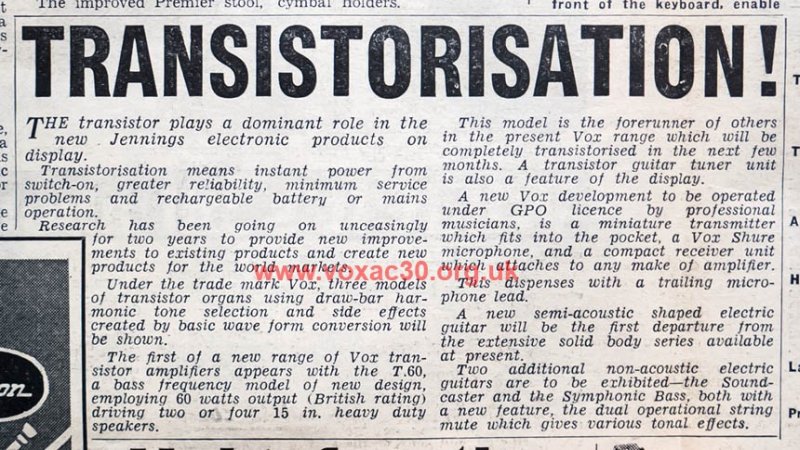 The improved Premier stool, cymbal holders.
front of the keyboard, enable
TRANSISTORISATION!
THE transistor plays a dominant role in the
new Jennings electronic products on
display.
Transistorisation means instant power from
switch-on, greater reliability, minimum service
problems and rechargeable battery or mains
operation.
Research has been going on unceasingly
for two years to provide new improve-
ments to existing products and create new
products for the world markets.
Under the trade mark Vox, three models
of transistor organs using draw-bar har-
monic tone selection and side effects
created by basic wave form conversion will
be shown.
The first of a new range of Vox tran-
sistor amplifiers appears with the T.60,
a bass frequency model of new design,
employing 60 watts output (British rating)
driving two or four 15 in. heavy duty
speakers.
This model is the forerunner of others
in the present Vox range which will be
completely transistorised in the next few
months. A transistor guitar tuner unit
is also a feature of the display.
A new Vox development to be operated
under GPO licence by professional
musicians, is a miniature transmitter
which fits into the pocket, a Vox Shure
microphone, and a compact receiver unit
which attaches to any make of amplifier.
This dispenses with a trailing micro-
phone lead.
A new semi-acoustic shaped electric
guitar will be the first departure from
the extensive solid body series available
at present.
Two additional non-acoustic electric
guitars are to be exhibited—the Sound-
caster and the Symphonic Bass, both with
a new feature, the dual operational string
mute which gives various tonal effects.
www.voxac30.org.uk